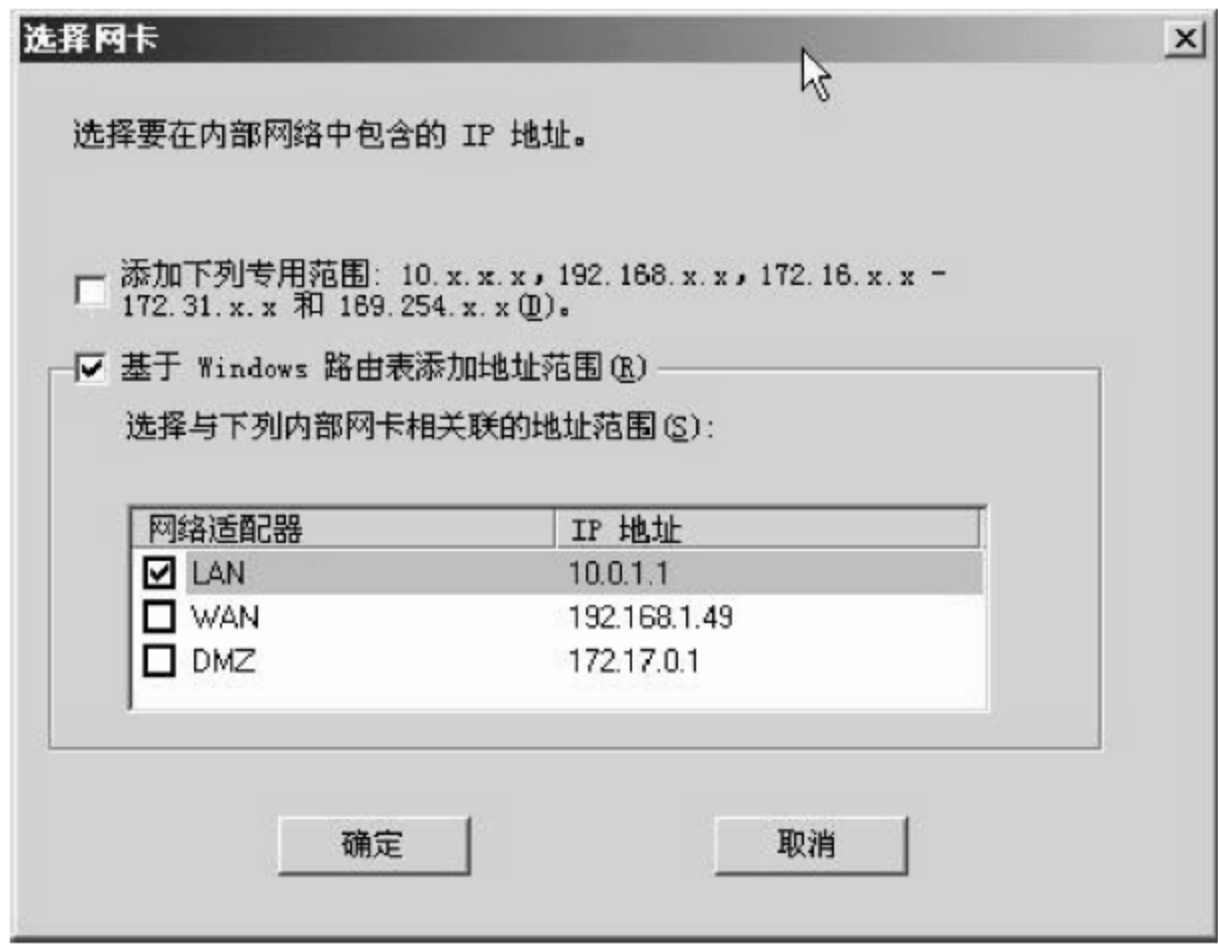 选择网卡
选择要在内部网络中包含的 IP 地址。
添加下列专用范围: 10.x.x.x,192.168.x.x,172.16.x.x -
172.31.x.x 和 169.254.x.x(D)。
基于 Windows 路由表添加地址范围(R)
选择与下列内部网卡相关联的地址范围(S):
网络适配器 IP 地址
LAN 10.0.1.1
WAN 192.168.1.49
DMZ 172.17.0.1
确定 取消